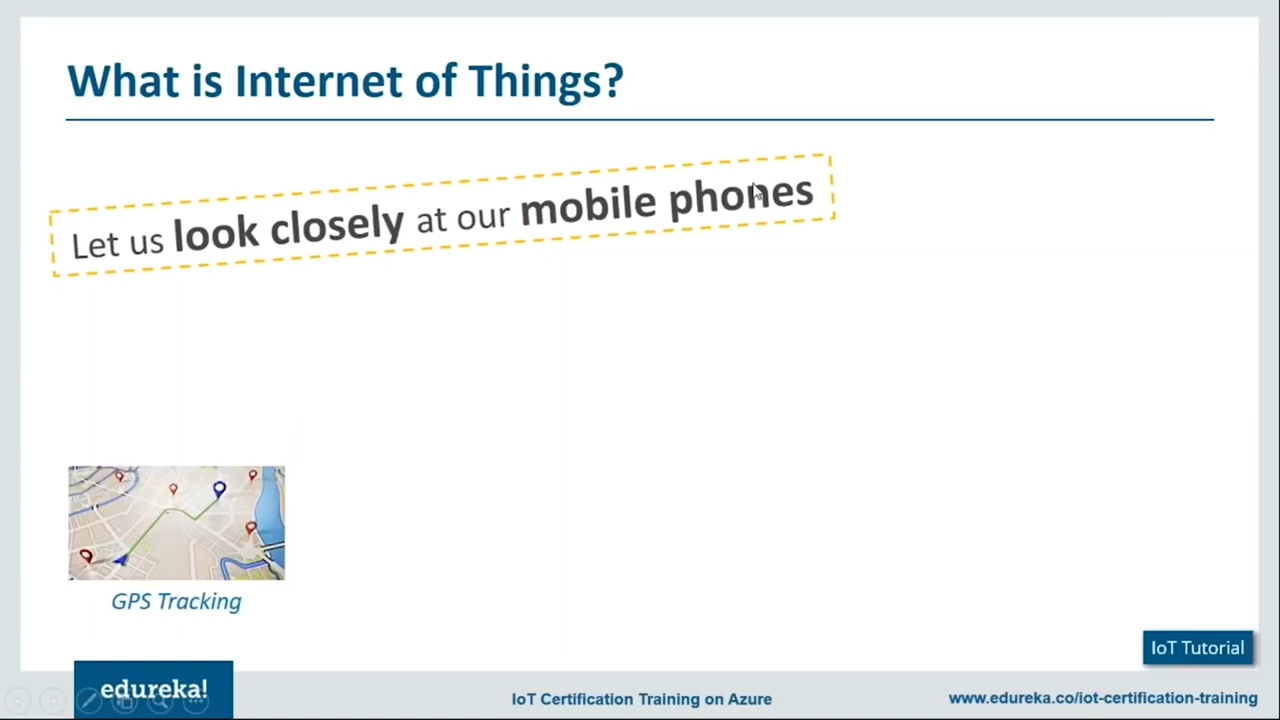 What is Internet of Things?
Let us look closely at our mobile phones
GPS Tracking
IoT Tutorial
edureka!
IoT Certification Training on Azure
www.edureka.co/iot-certification-training